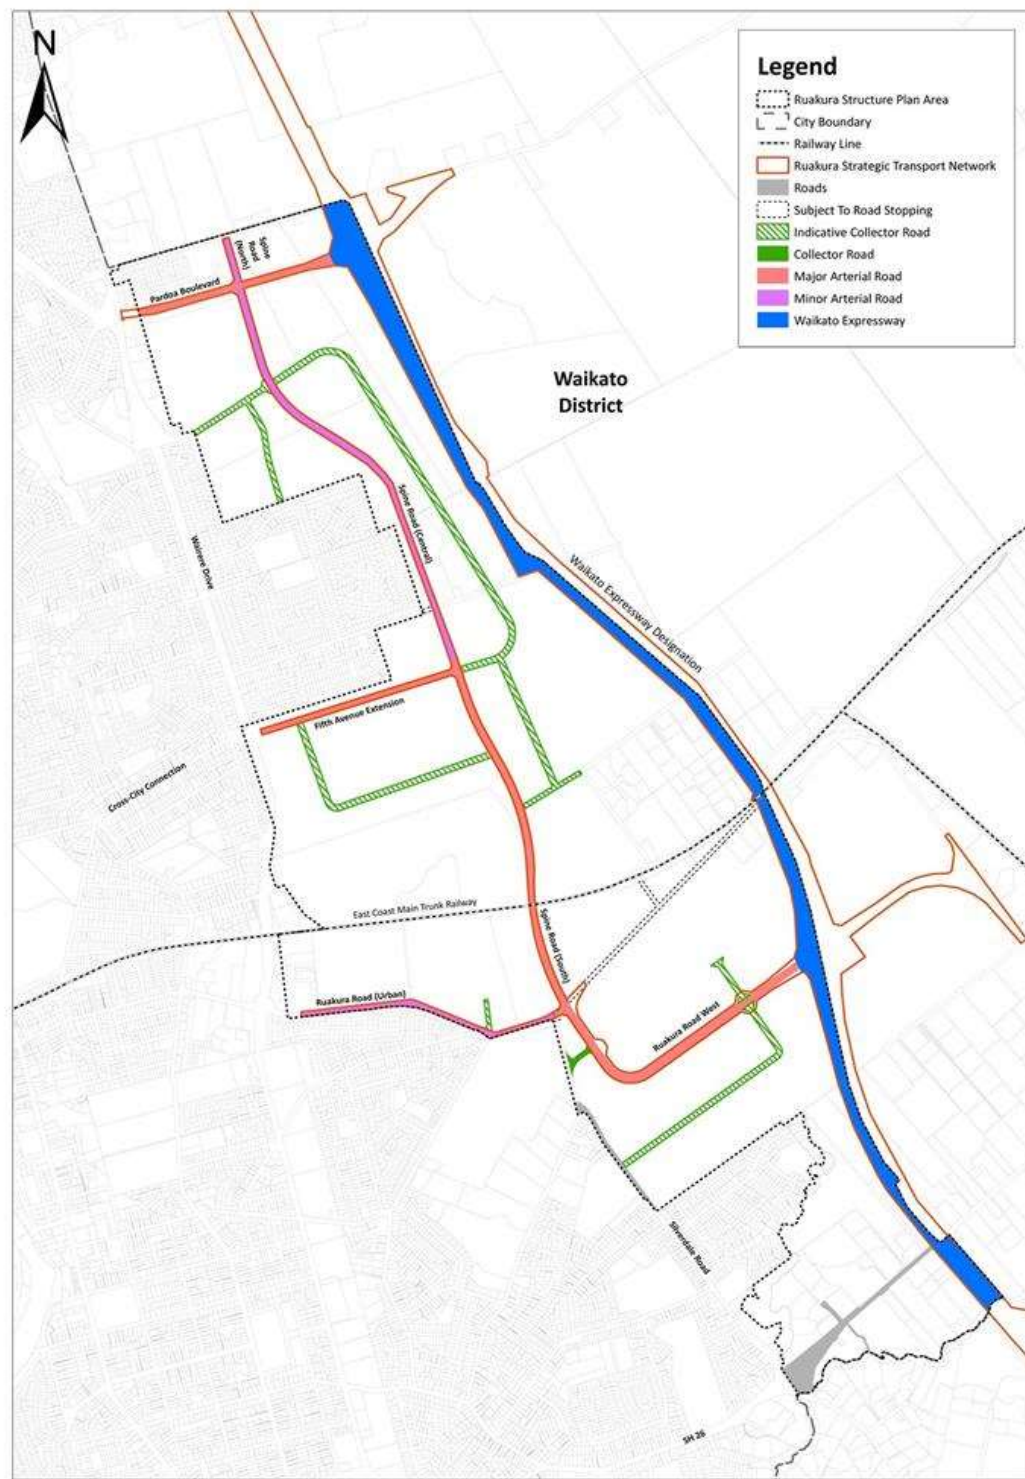 N
Legend
Ruakura Structure Plan Area
City Boundary
Railway Line
Ruakura Strategic Transport Network
Roads
Subject To Road Stopping
Indicative Collector Road
Collector Road
Major Arterial Road
Minor Arterial Road
Waikato Expressway
Spine
Road
(North)
Pardoa Boulevard
Waikato
District
Spine Road (Central)
Wairere Drive
Waikato Expressway Designation
Fifth Avenue Extension
Cross-City Connection
East Coast Main Trunk Railway
Spine Road (South)
Ruakura Road (Urban)
Ruakura Road West
Silverdale Road
SH 26